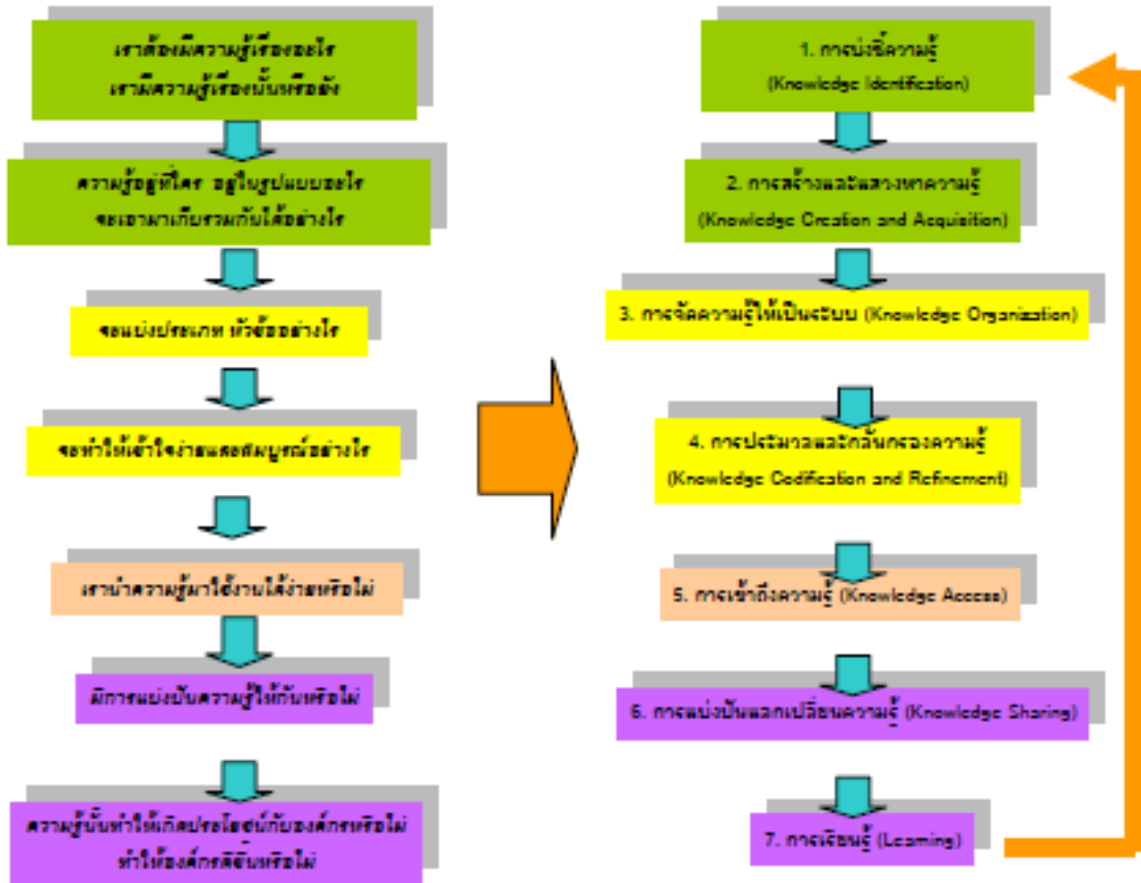 เราต้องมีความรู้เรื่องอะไร
เรามีความรู้เรื่องนั้นหรือยัง
ความรู้อยู่ที่ใคร อยู่ในรูปแบบอะไร
จะเอามาเก็บรวมกันได้อย่างไร
จะแบ่งประเภท หัวข้ออย่างไร
จะทำให้เข้าใจง่ายและสมบูรณ์อย่างไร
เรานำความรู้มาใช้งานได้ง่ายหรือไม่
มีการแบ่งปันความรู้ให้กันหรือไม่
ความรู้นั้นทำให้เกิดประโยชน์กับองค์กรหรือไม่
ทำให้องค์กรดีขึ้นหรือไม่
1. การบ่งชี้ความรู้
(Knowledge Identification)
2. การสร้างและแสวงหาความรู้
(Knowledge Creation and Acquisition)
3. การจัดความรู้ให้เป็นระบบ (Knowledge Organization)
4. การประมวลและกลั่นกรองความรู้
(Knowledge Codification and Refinement)
5. การเข้าถึงความรู้ (Knowledge Access)
6. การแบ่งปันแลกเปลี่ยนความรู้ (Knowledge Sharing)
7. การเรียนรู้ (Learning)